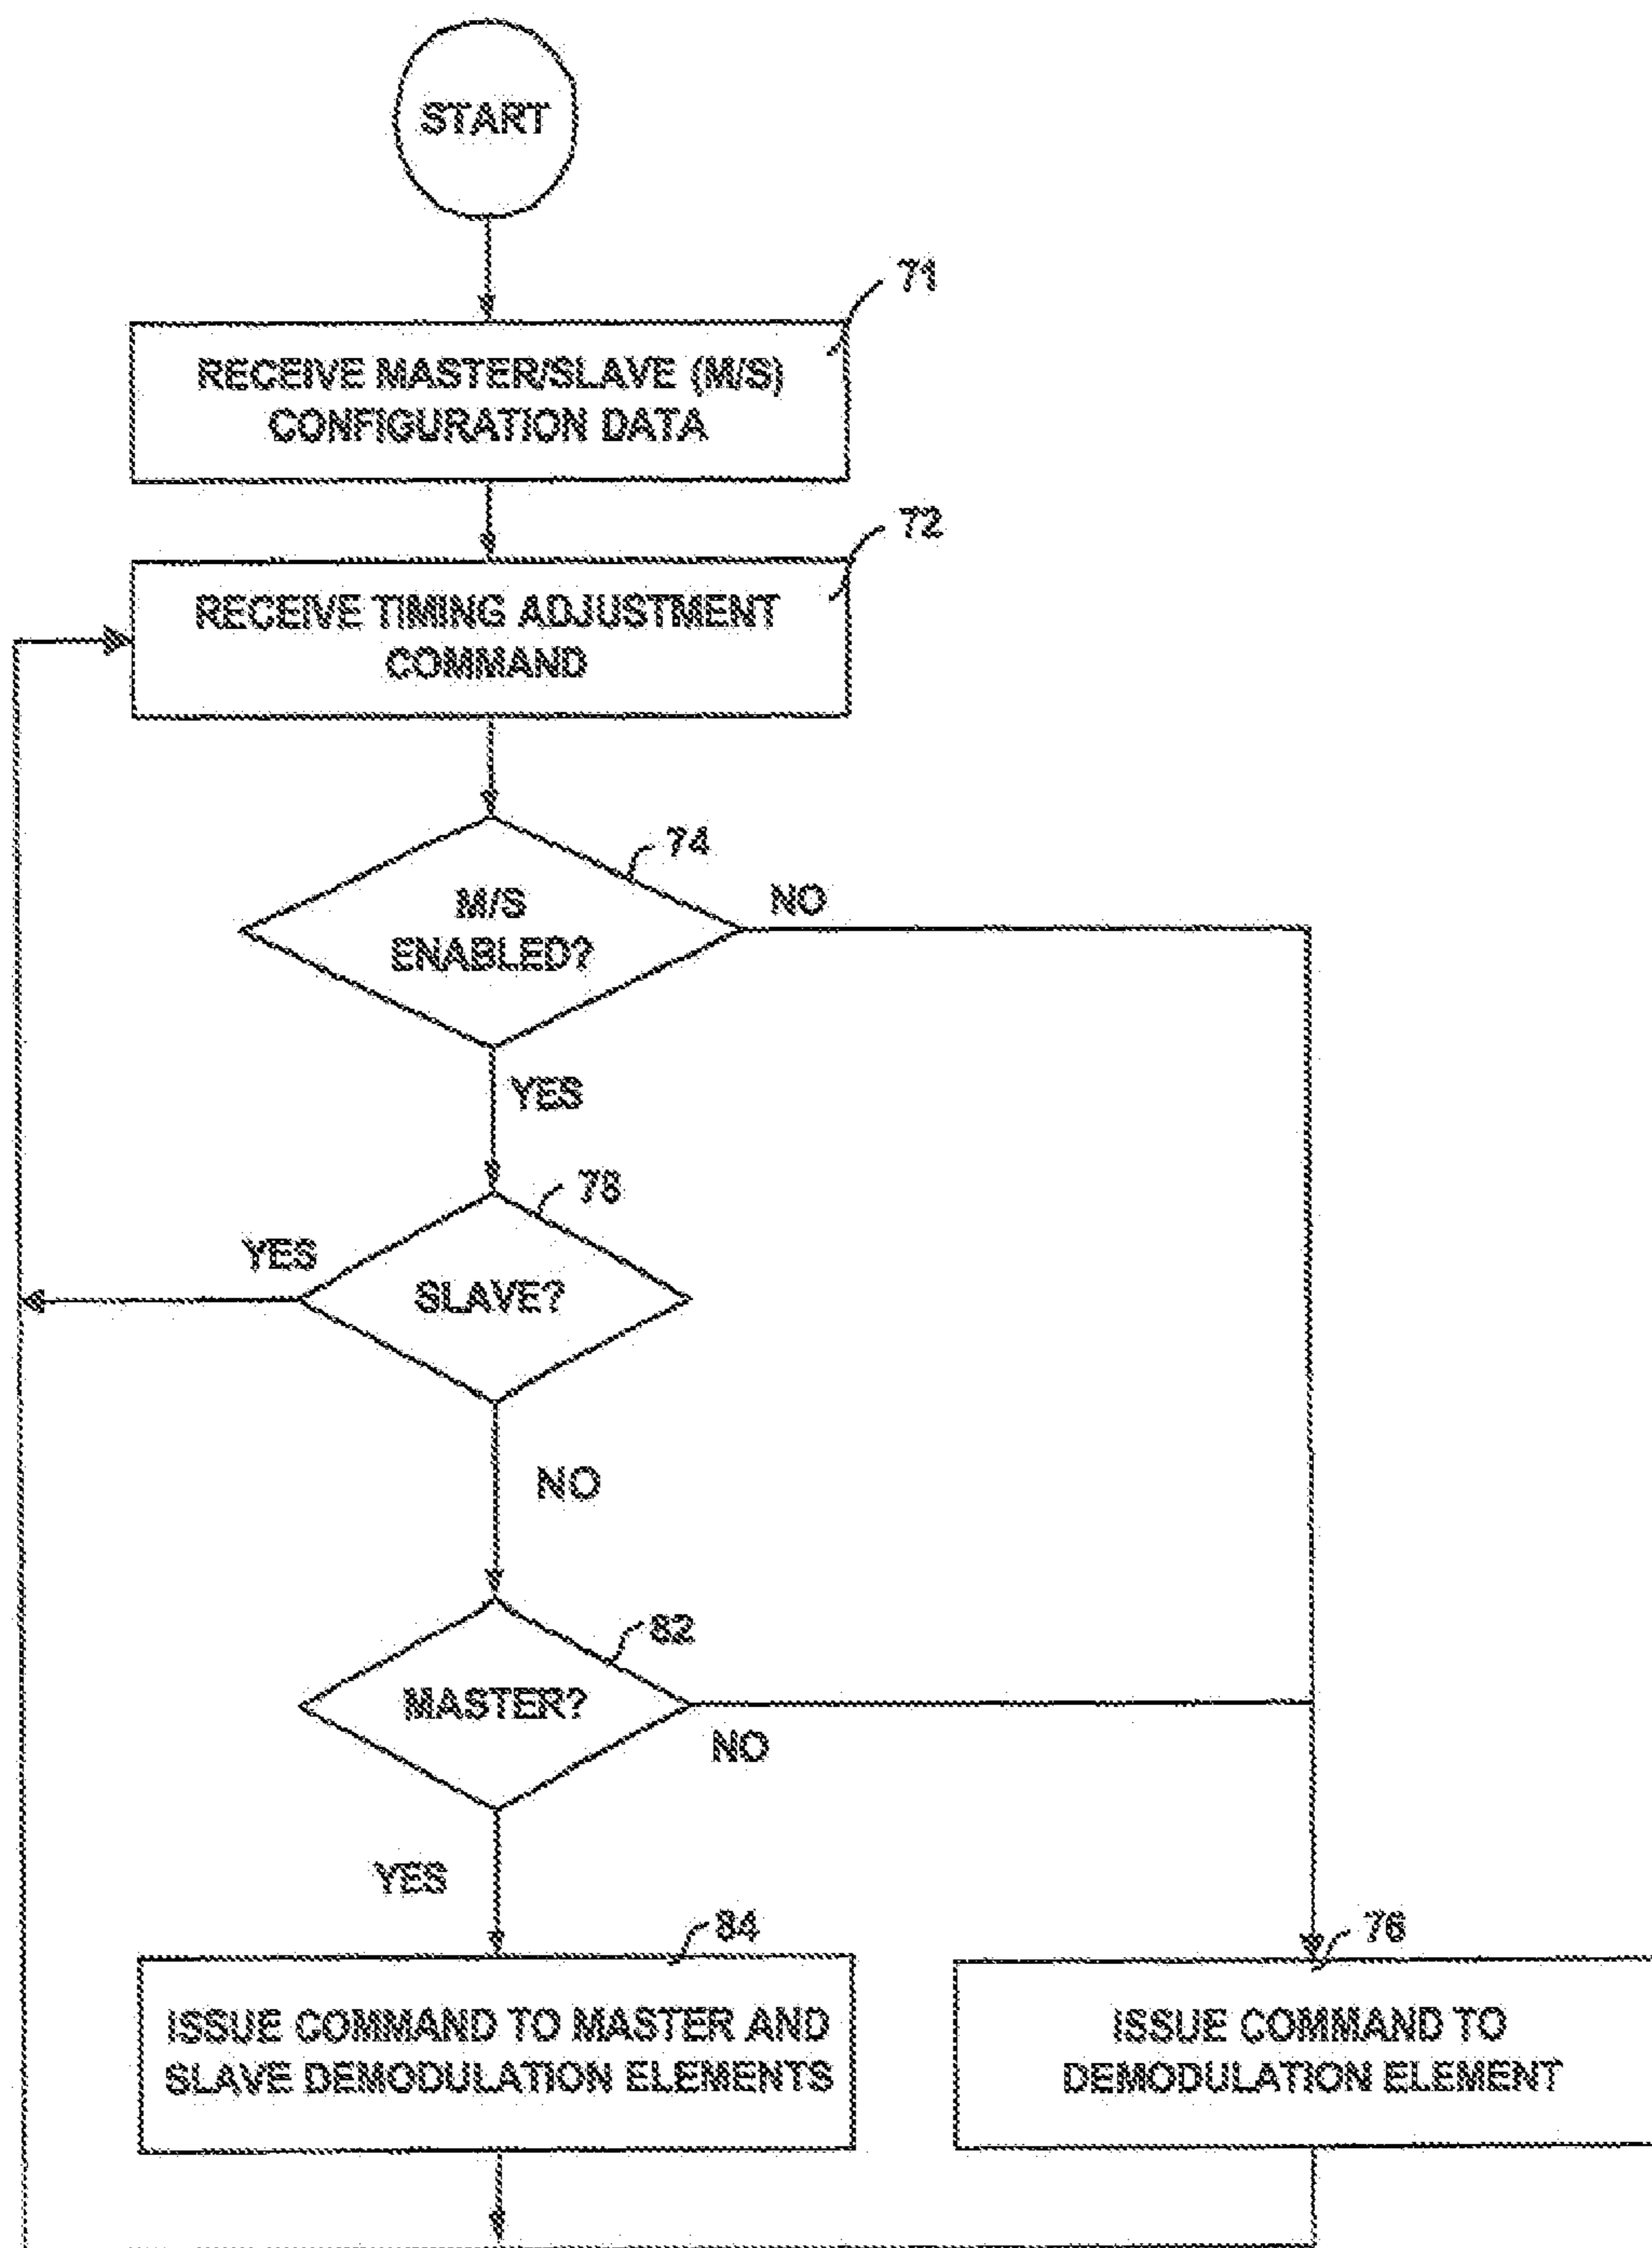 START
71
RECEIVE MASTER/SLAVE (M/S)
CONFIGURATION DATA
72
RECEIVE TIMING ADJUSTMENT
COMMAND
74
M/S
ENABLED?
NO
YES
78
YES
SLAVE?
NO
82
MASTER?
NO
YES
84
ISSUE COMMAND TO MASTER AND
SLAVE DEMODULATION ELEMENTS
76
ISSUE COMMAND TO
DEMODULATION ELEMENT